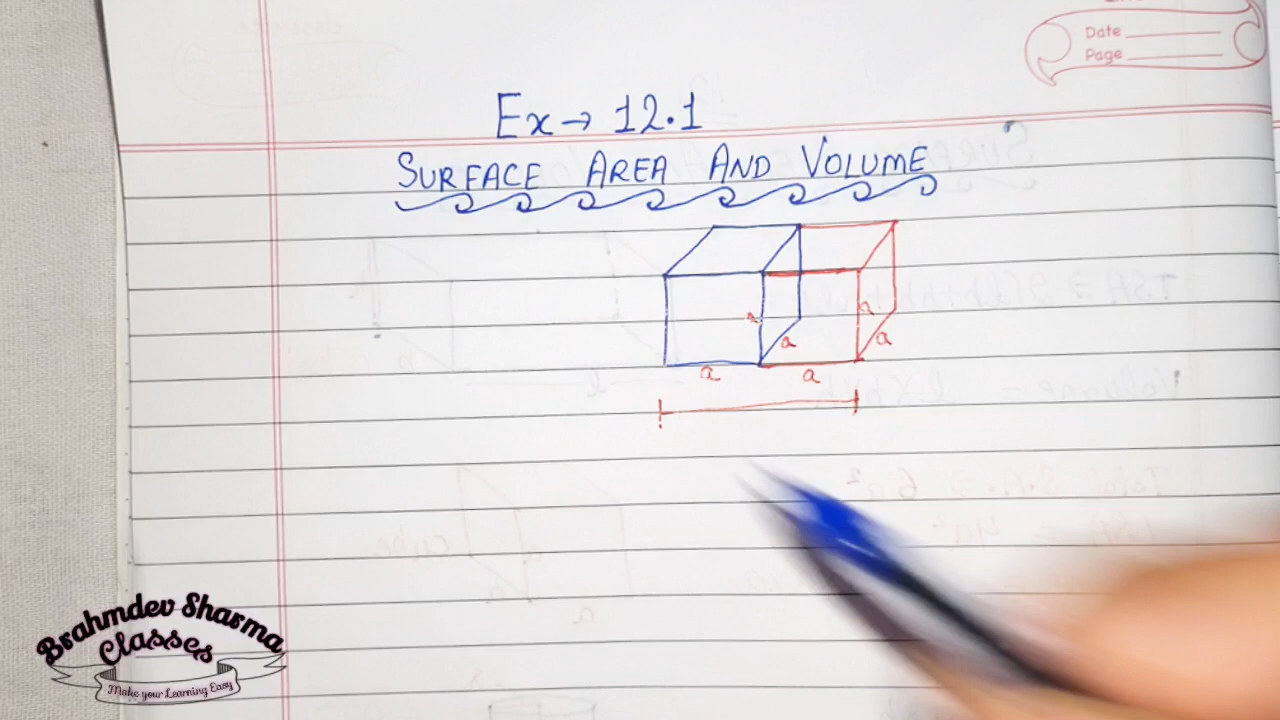 Date
Page
Ex → 12.1
SURFACE AREA AND VOLUME
a a
a a
a a
Brahmdev Sharma
Classes
Make your Learning Easy